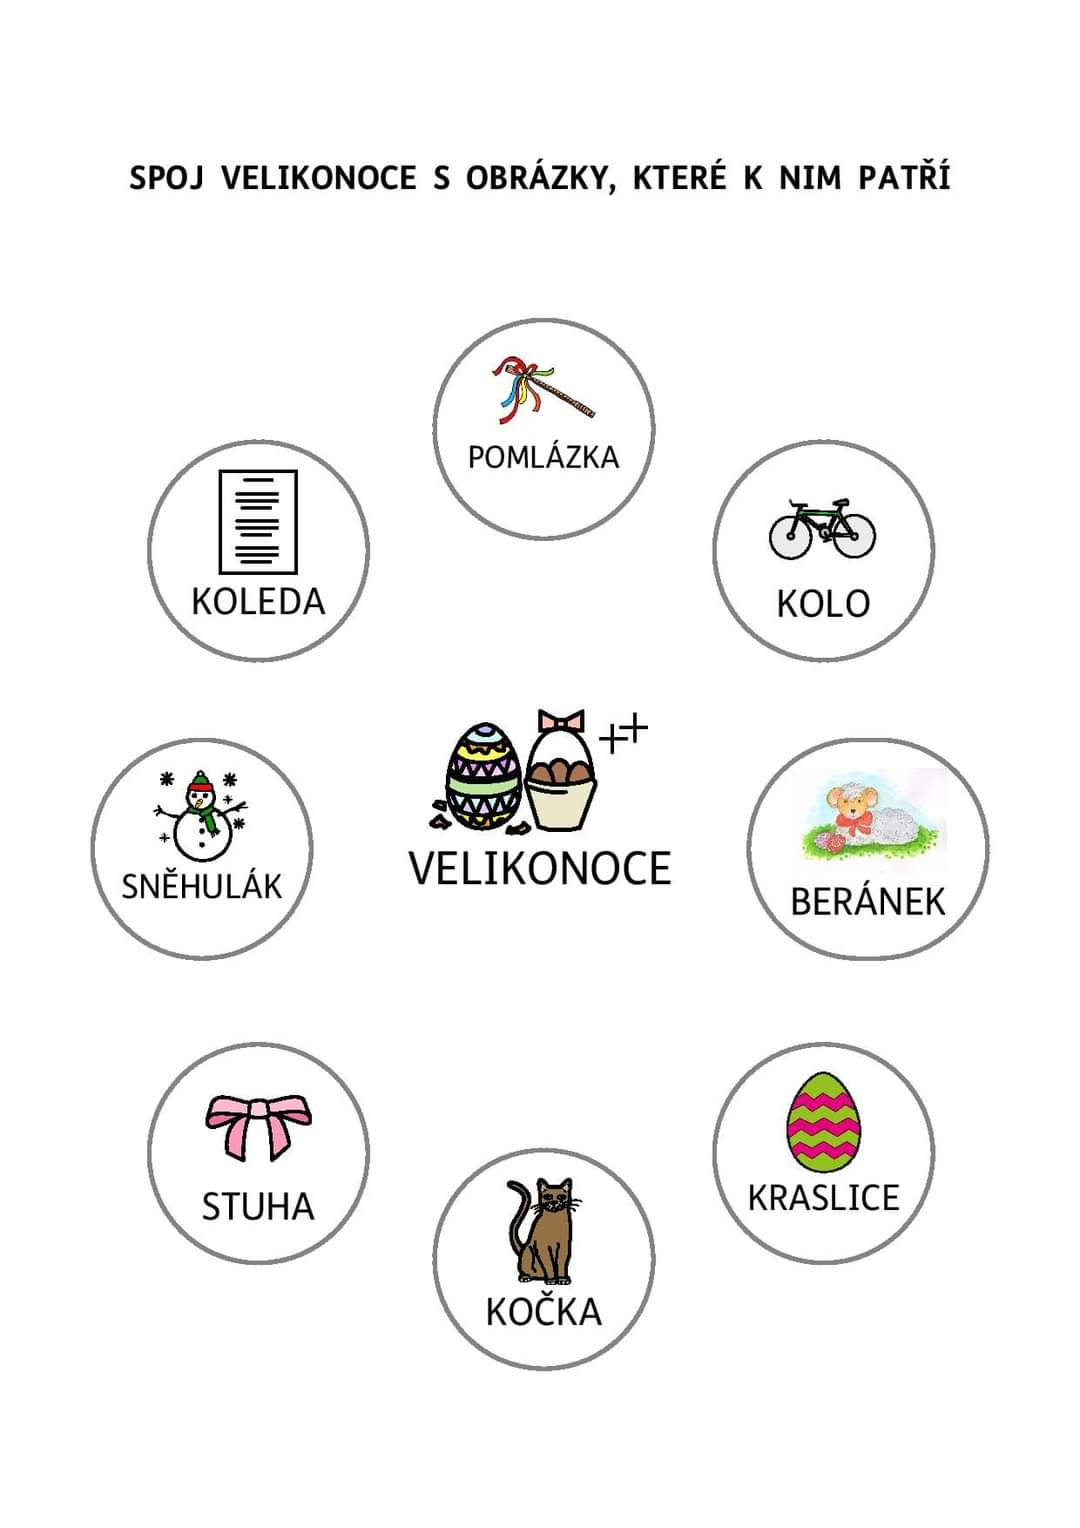 SPOJ VELIKONOCE S OBRÁZKY, KTERÉ K NIM PATŘÍ
POMLÁZKA
KOLEDA
KOLO
VELIKONOCE
SNĚHULÁK
BERÁNEK
STUHA
KRASLICE
KOČKA